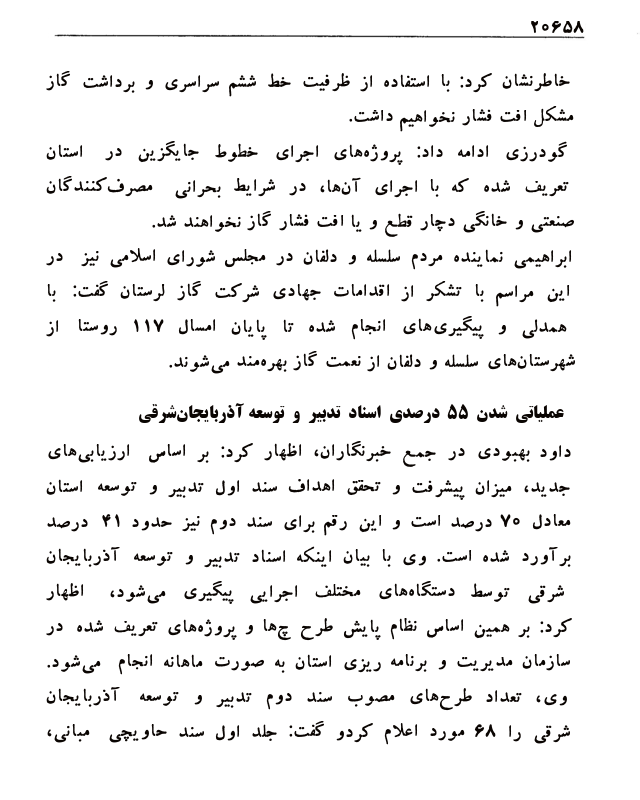 ۲۰۶۵۸
خاطرنشان کرد: با استفاده از ظرفیت خط ششم سراسری و برداشت گاز
مشکل افت فشار نخواهیم داشت.
گودرزی ادامه داد: پروژه‌های اجرای خطوط جایگزین در استان
تعریف شده که با اجرای آن‌ها، در شرایط بحرانی مصرف‌کنندگان
صنعتی و خانگی دچار قطع و یا افت فشار گاز نخواهند شد.
ابراهیمی نماینده مردم سلسله و دلفان در مجلس شورای اسلامی نیز در
این مراسم با تشکر از اقدامات جهادی شرکت گاز لرستان گفت: با
همدلی و پیگیری‌های انجام شده تا پایان امسال ۱۱۷ روستا از
شهرستان‌های سلسله و دلفان از نعمت گاز بهره‌مند می‌شوند.
عملیاتی شدن ۵۵ درصدی اسناد تدبیر و توسعه آذربایجان‌شرقی
داود بهبودی در جمع خبرنگاران، اظهار کرد: بر اساس ارزیابی‌های
جدید، میزان پیشرفت و تحقق اهداف سند اول تدبیر و توسعه استان
معادل ۷۰ درصد است و این رقم برای سند دوم نیز حدود ۴۱ درصد
برآورد شده است. وی با بیان اینکه اسناد تدبیر و توسعه آذربایجان
شرقی توسط دستگاه‌های مختلف اجرایی پیگیری می‌شود، اظهار
کرد: بر همین اساس نظام پایش طرح چ‌ها و پروژه‌های تعریف شده در
سازمان مدیریت و برنامه ریزی استان به صورت ماهانه انجام می‌شود.
وی، تعداد طرح‌های مصوب سند دوم تدبیر و توسعه آذربایجان
شرقی را ۶۸ مورد اعلام کردو گفت: جلد اول سند حاویچی مبانی،